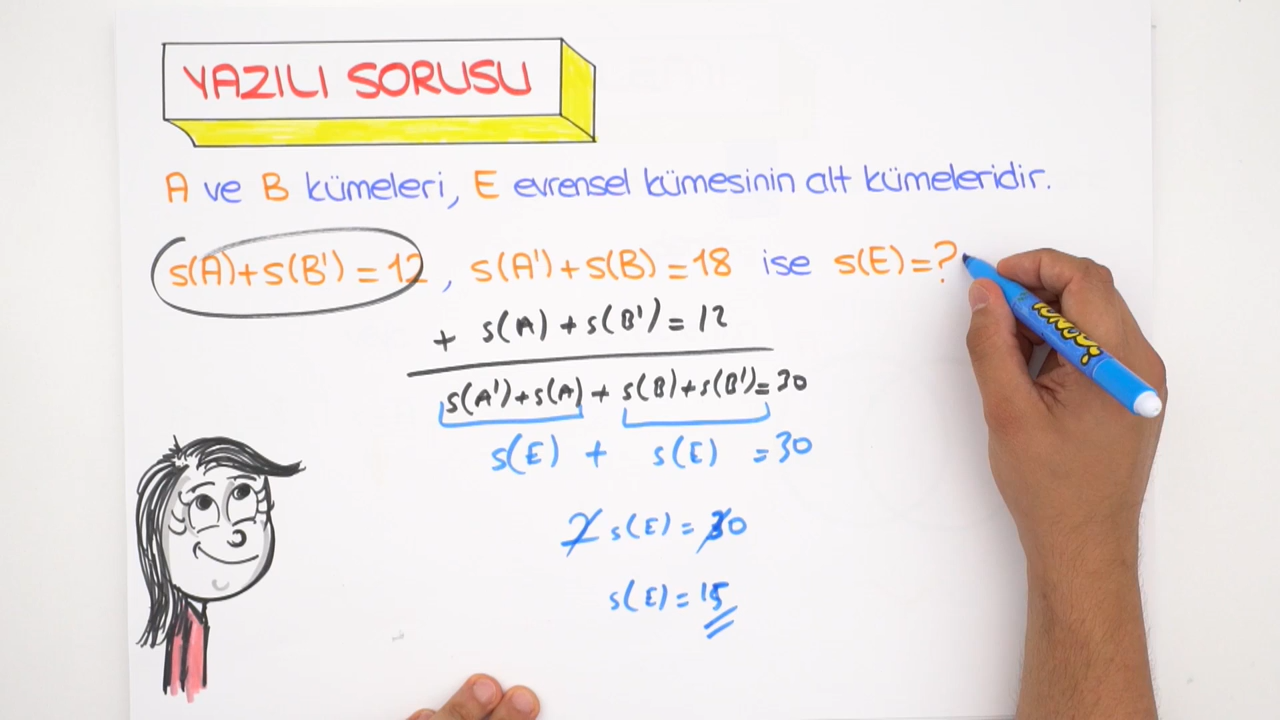 YAZILI SORUSU
A ve B kümeleri, E evrensel kümesinin alt kümeleridir.
s(A)+s(B')=12, s(A')+s(B)=18 ise s(E)=?
+ s(A)+s(B')=12
s(A')+s(A)+s(B)+s(B')=30
s(E) + s(E) =30
2 s(E)=30
s(E)=15